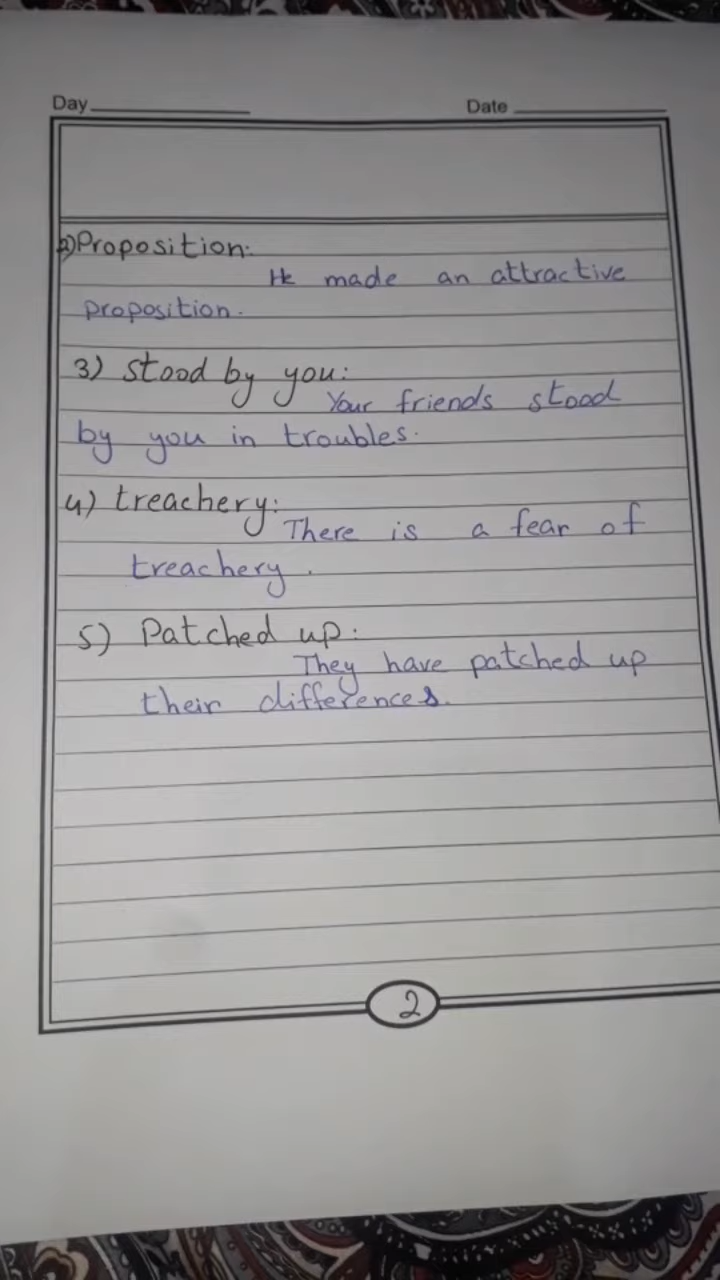 Day Date
2) Proposition:
He made an attractive
proposition.
3) stood by you:
Your friends stood
by you in troubles.
4) treachery:
There is a fear of
treachery.
5) Patched up:
They have patched up
their differences.
2